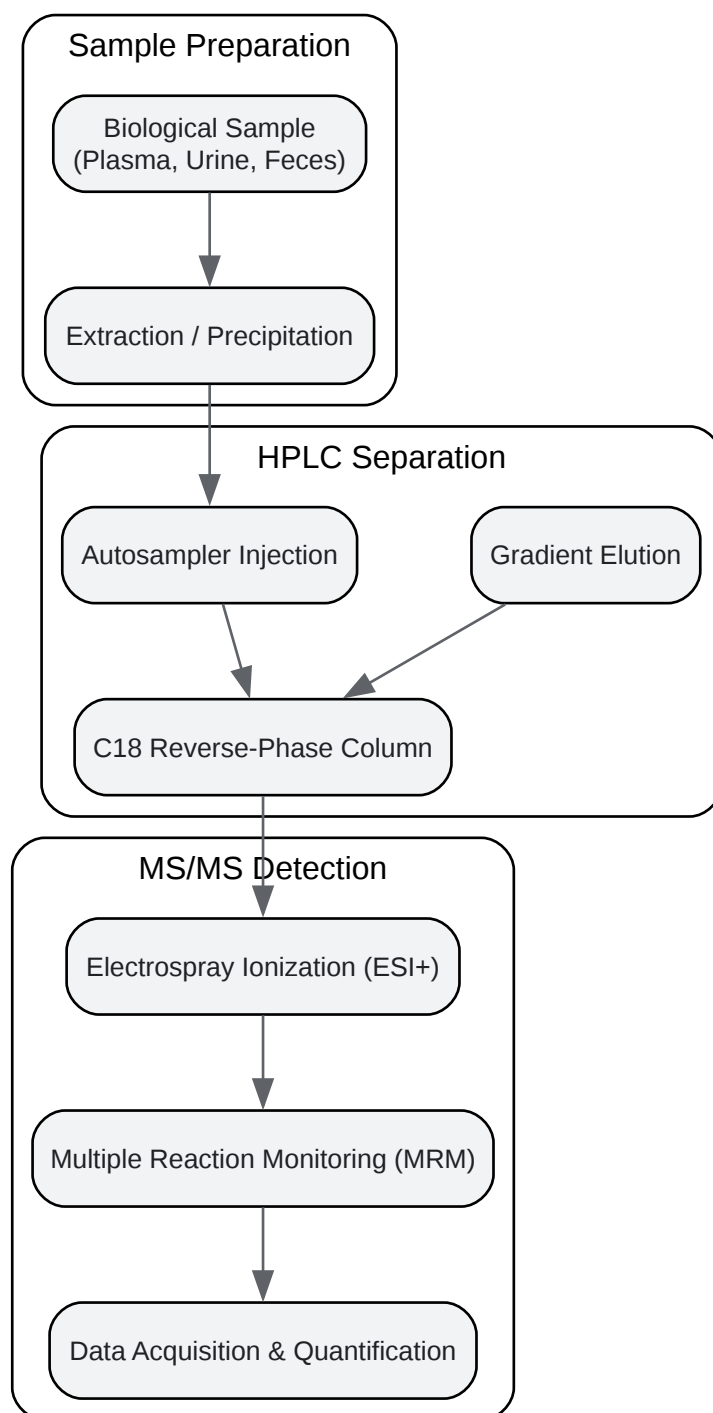 Sample Preparation
Biological Sample
(Plasma, Urine, Feces)
Extraction / Precipitation
HPLC Separation
Autosampler Injection
Gradient Elution
C18 Reverse-Phase Column
MS/MS Detection
Electrospray Ionization (ESI+)
Multiple Reaction Monitoring (MRM)
Data Acquisition & Quantification